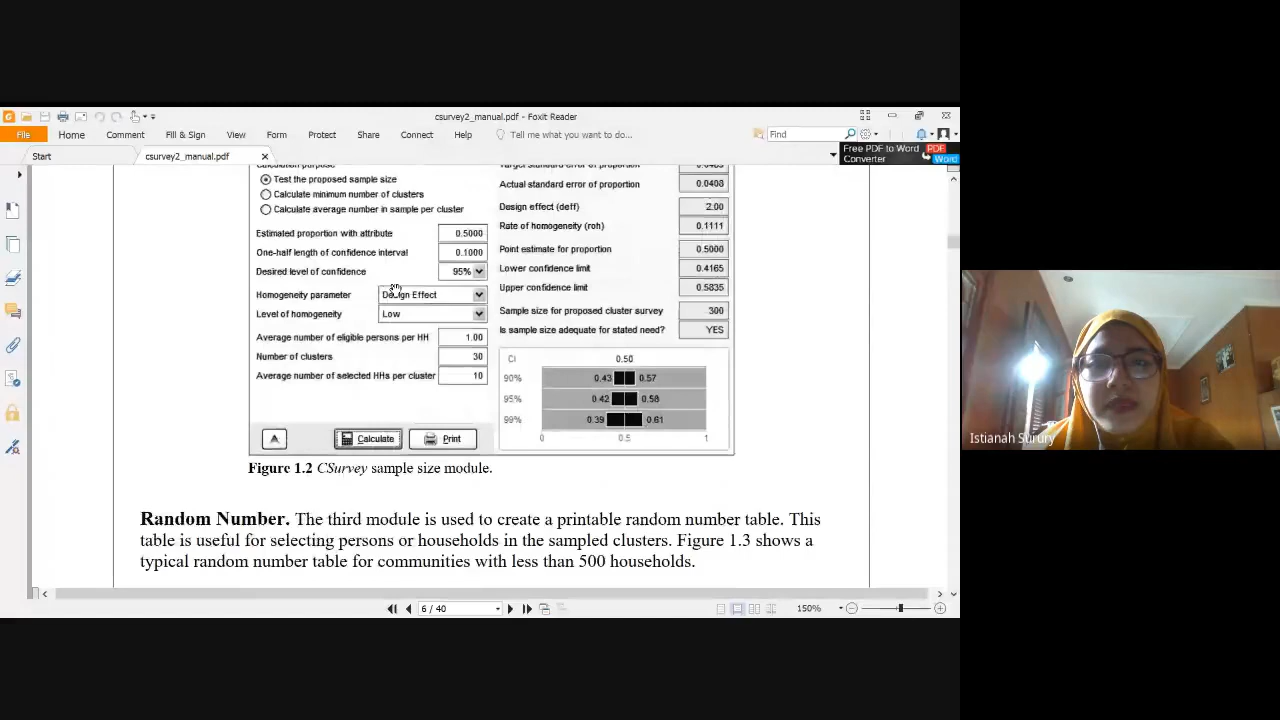 csurvey2_manual.pdf - Foxit Reader
File Home Comment Fill & Sign View Form Protect Share Connect Help Tell me what you want to do... Find
Start csurvey2_manual.pdf
Free PDF to Word Converter PDF Word
Calculation purpose
Test the proposed sample size
Calculate minimum number of clusters
Calculate average number in sample per cluster
Estimated proportion with attribute 0.5000
One-half length of confidence interval 0.1000
Desired level of confidence 95%
Homogeneity parameter Design Effect
Level of homogeneity Low
Average number of eligible persons per HH 1.00
Number of clusters 30
Average number of selected HHs per cluster 10
Calculate Print
Target standard error of proportion
Actual standard error of proportion 0.0408
Design effect (deff) 2.00
Rate of homogeneity (roh) 0.1111
Point estimate for proportion 0.5000
Lower confidence limit 0.4165
Upper confidence limit 0.5835
Sample size for proposed cluster survey 300
Is sample size adequate for stated need? YES
CI 0.50
90% 0.43 0.57
95% 0.42 0.58
99% 0.39 0.61
0 0.5 1
Figure 1.2 CSurvey sample size module.
Random Number. The third module is used to create a printable random number table. This
table is useful for selecting persons or households in the sampled clusters. Figure 1.3 shows a
typical random number table for communities with less than 500 households.
6 / 40 150%
Istianah Surury